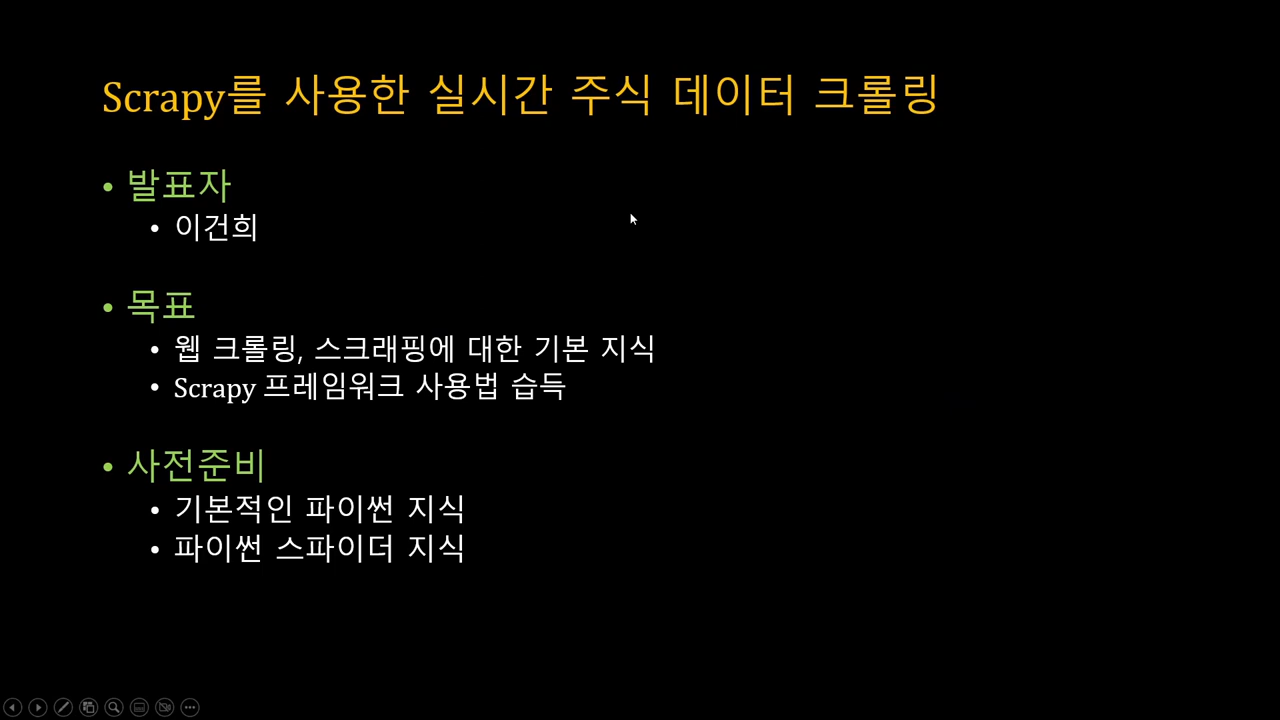 Scrapy를 사용한 실시간 주식 데이터 크롤링
• 발표자
• 이건희
• 목표
• 웹 크롤링, 스크래핑에 대한 기본 지식
• Scrapy 프레임워크 사용법 습득
• 사전준비
• 기본적인 파이썬 지식
• 파이썬 스파이더 지식